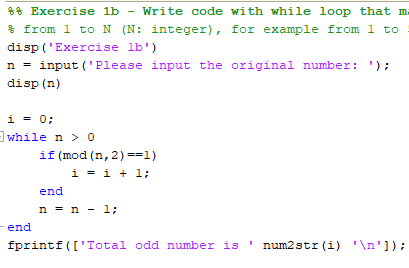 %% Exercise 1b - Write code with while loop that
% from 1 to N (N: integer), for example from 1 to
disp('Exercise 1b')
n = input('Please input the original number: ');
disp(n)
i = 0;
while n > 0
if(mod(n,2)==1)
i = i + 1;
end
n = n - 1;
end
fprintf(['Total odd number is ' num2str(i) '\n']);